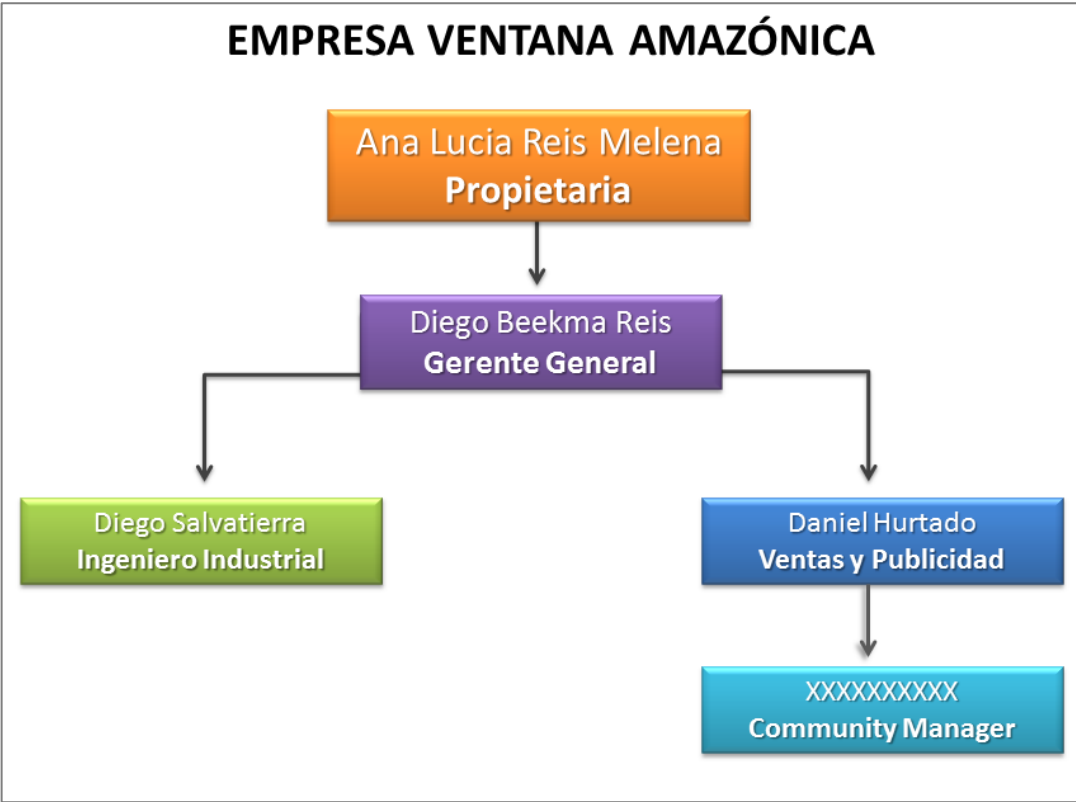 EMPRESA VENTANA AMAZÓNICA
Ana Lucia Reis Melena
Propietaria
Diego Beekma Reis
Gerente General
Diego Salvatierra
Ingeniero Industrial
Daniel Hurtado
Ventas y Publicidad
XXXXXXXXXX
Community Manager